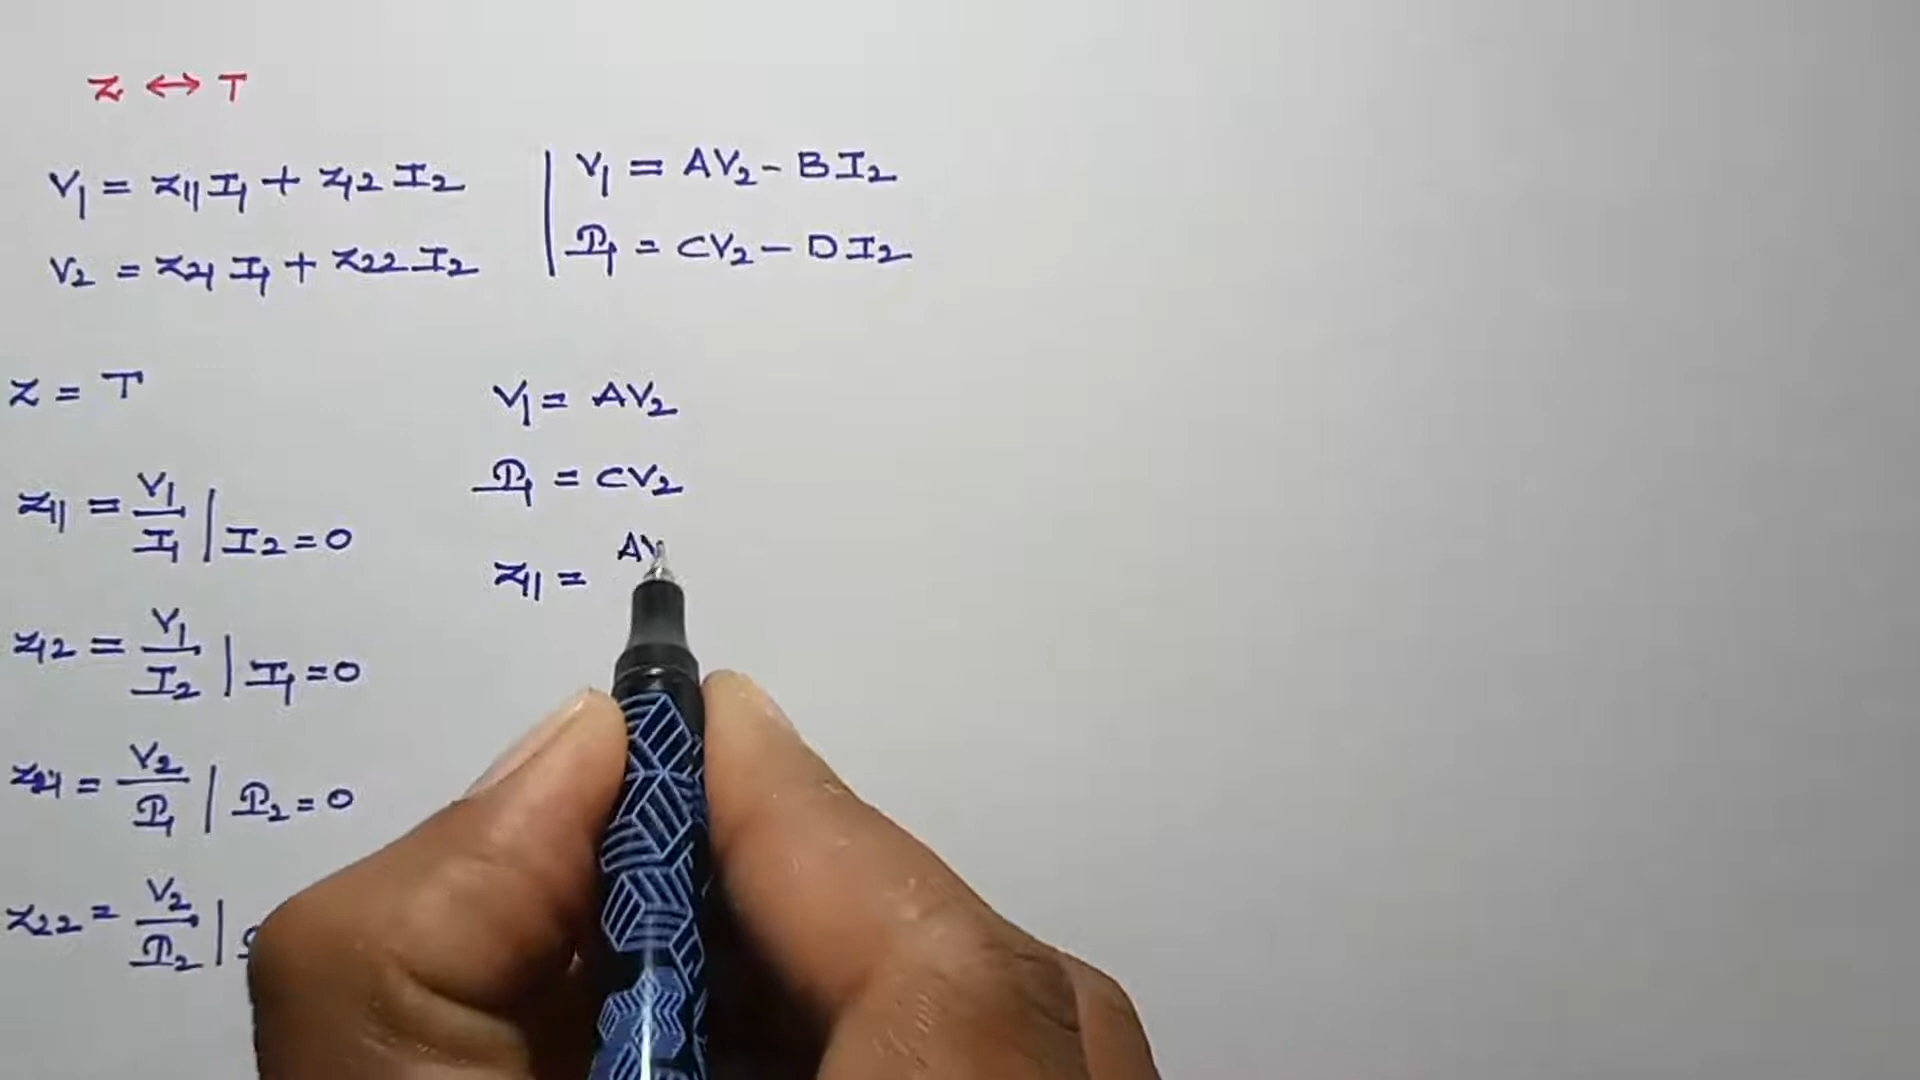 Z ↔ T
V1 = Z11 I1 + Z12 I2
V2 = Z21 I1 + Z22 I2
V1 = AV2 - BI2
I1 = CV2 - DI2
Z = T
Z11 = V1/I1 | I2 = 0
Z12 = V1/I2 | I1 = 0
Z21 = V2/I1 | I2 = 0
Z22 = V2/I2 |
V1 = AV2
I1 = CV2
Z11 = AV